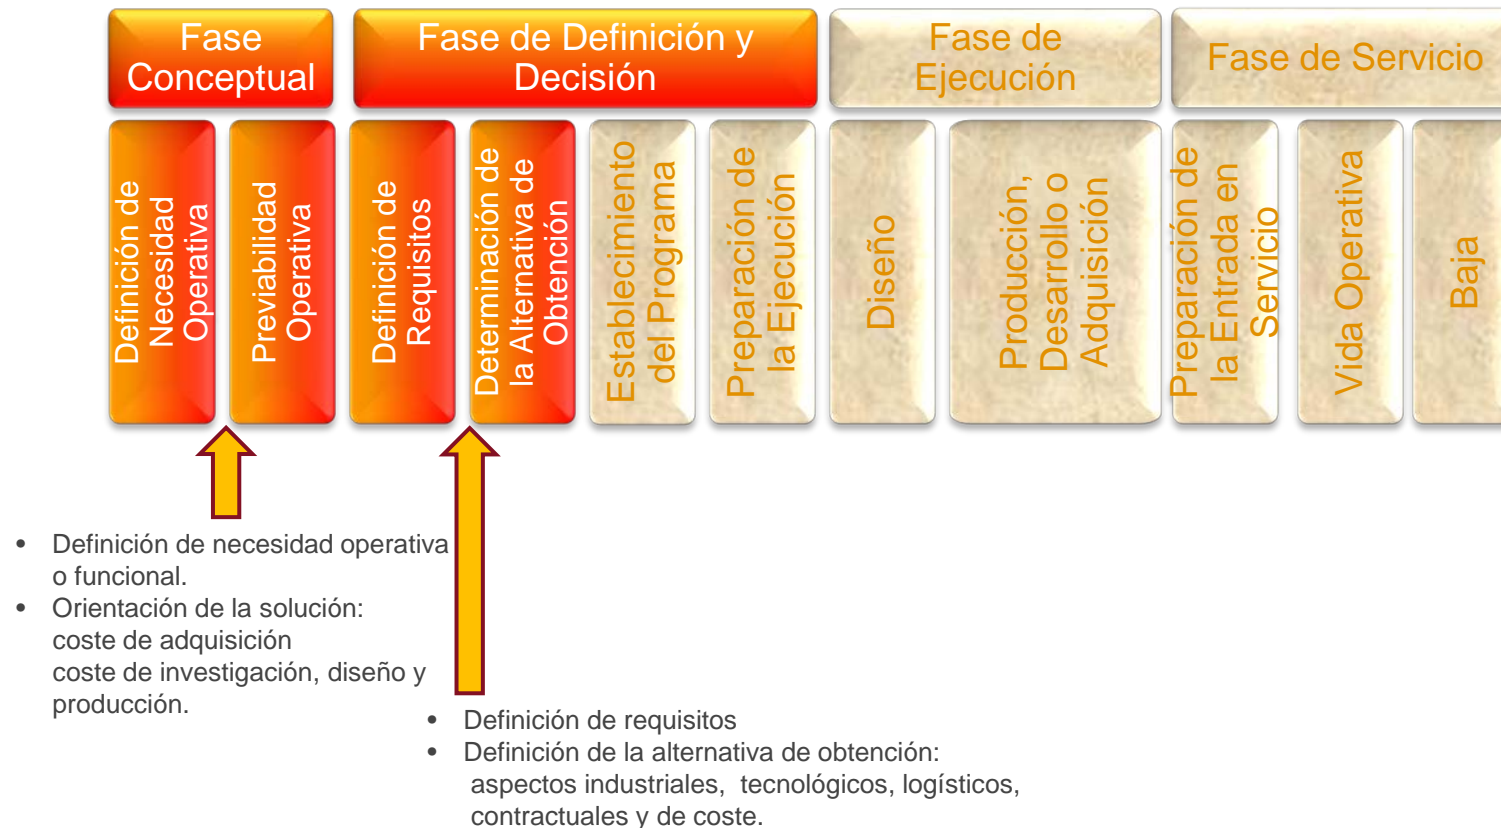 Fase
Conceptual
Fase de Definición y
Decisión
Fase de
Ejecución
Fase de Servicio
Definición de
Necesidad
Operativa
Previabilidad
Operativa
Definición de
Requisitos
Determinación de
la Alternativa de
Obtención
Establecimiento
del Programa
Preparación de
la Ejecución
Diseño
Producción,
Desarrollo o
Adquisición
Preparación de
la Entrada en
Servicio
Vida Operativa
Baja
• Definición de necesidad operativa
o funcional.
• Orientación de la solución:
coste de adquisición
coste de investigación, diseño y
producción.
• Definición de requisitos
• Definición de la alternativa de obtención:
aspectos industriales, tecnológicos, logísticos,
contractuales y de coste.